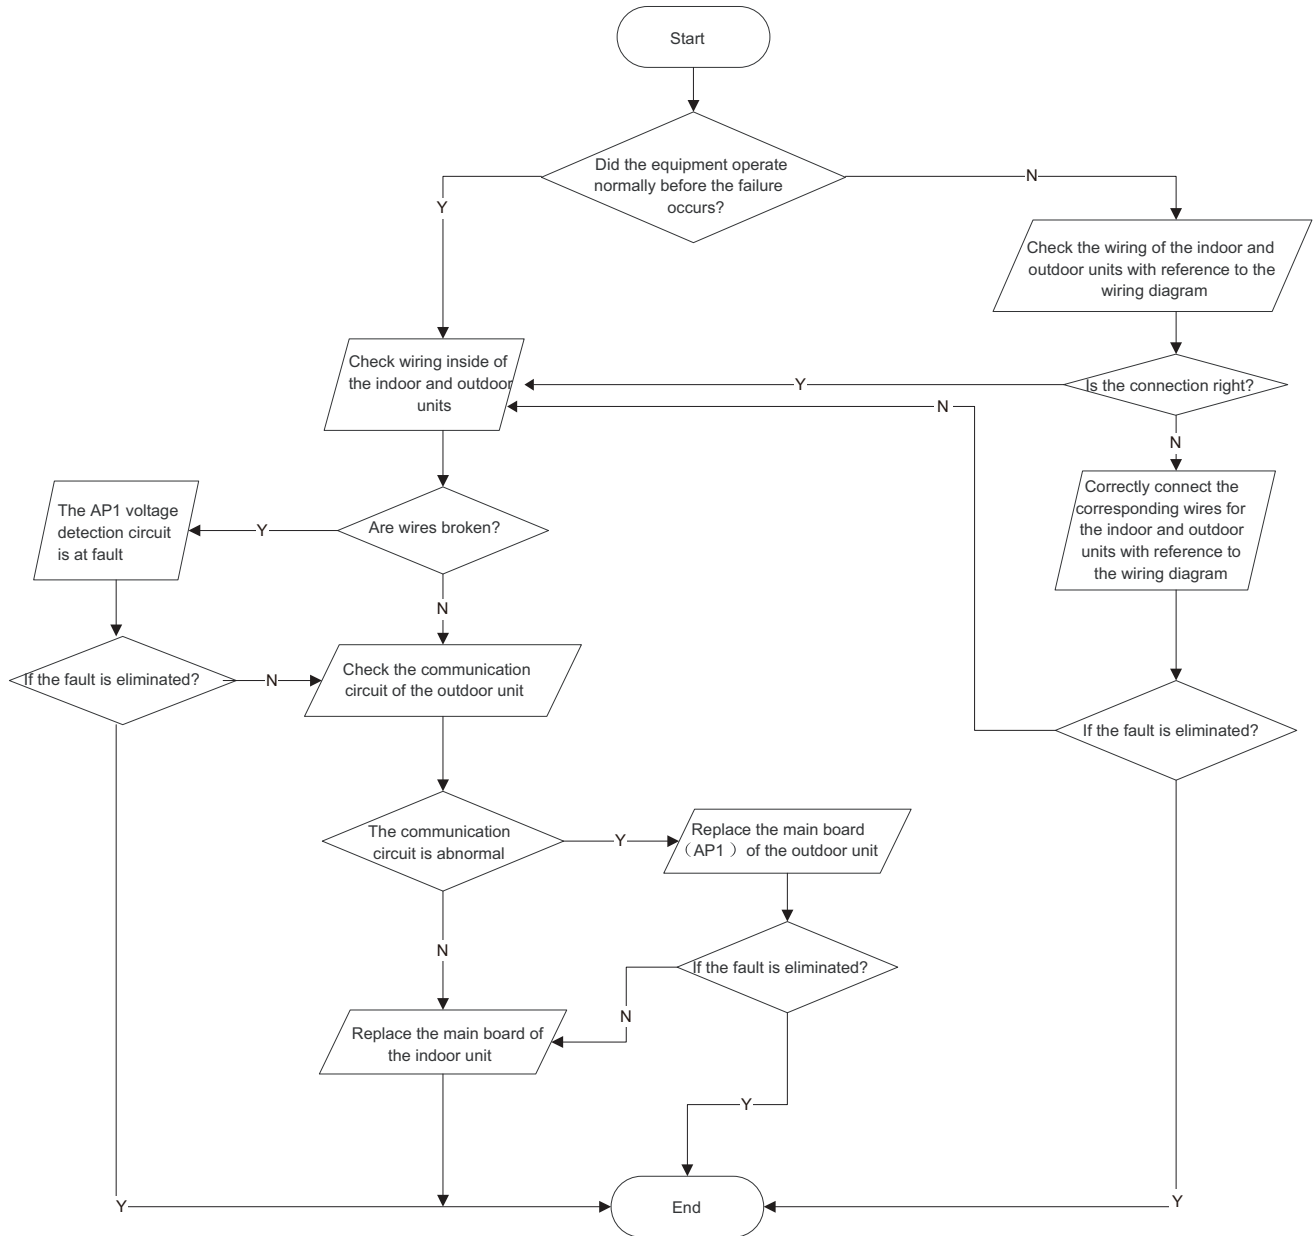 Start
Did the equipment operate
normally before the failure
occurs?
N
Y
Check the wiring of the indoor and
outdoor units with reference to the
wiring diagram
Check wiring inside of
the indoor and outdoor
units
Y
Is the connection right?
N
N
Correctly connect the
corresponding wires for
the indoor and outdoor
units with reference to
the wiring diagram
The AP1 voltage
detection circuit
is at fault
Y
Are wires broken?
N
If the fault is eliminated?
N
Check the communication
circuit of the outdoor unit
If the fault is eliminated?
The communication
circuit is abnormal
Y
Replace the main board
（AP1 ）of the outdoor unit
N
If the fault is eliminated?
N
Replace the main board of
the indoor unit
Y
Y
End
Y